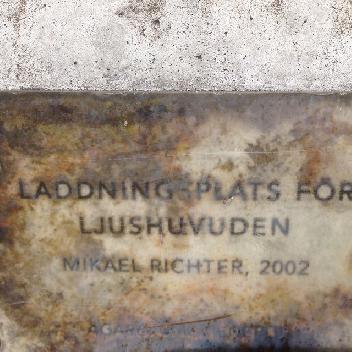 LADDNINGSPLATS FÖR
LJUSHUVUDEN
MIKAEL RICHTER, 2002